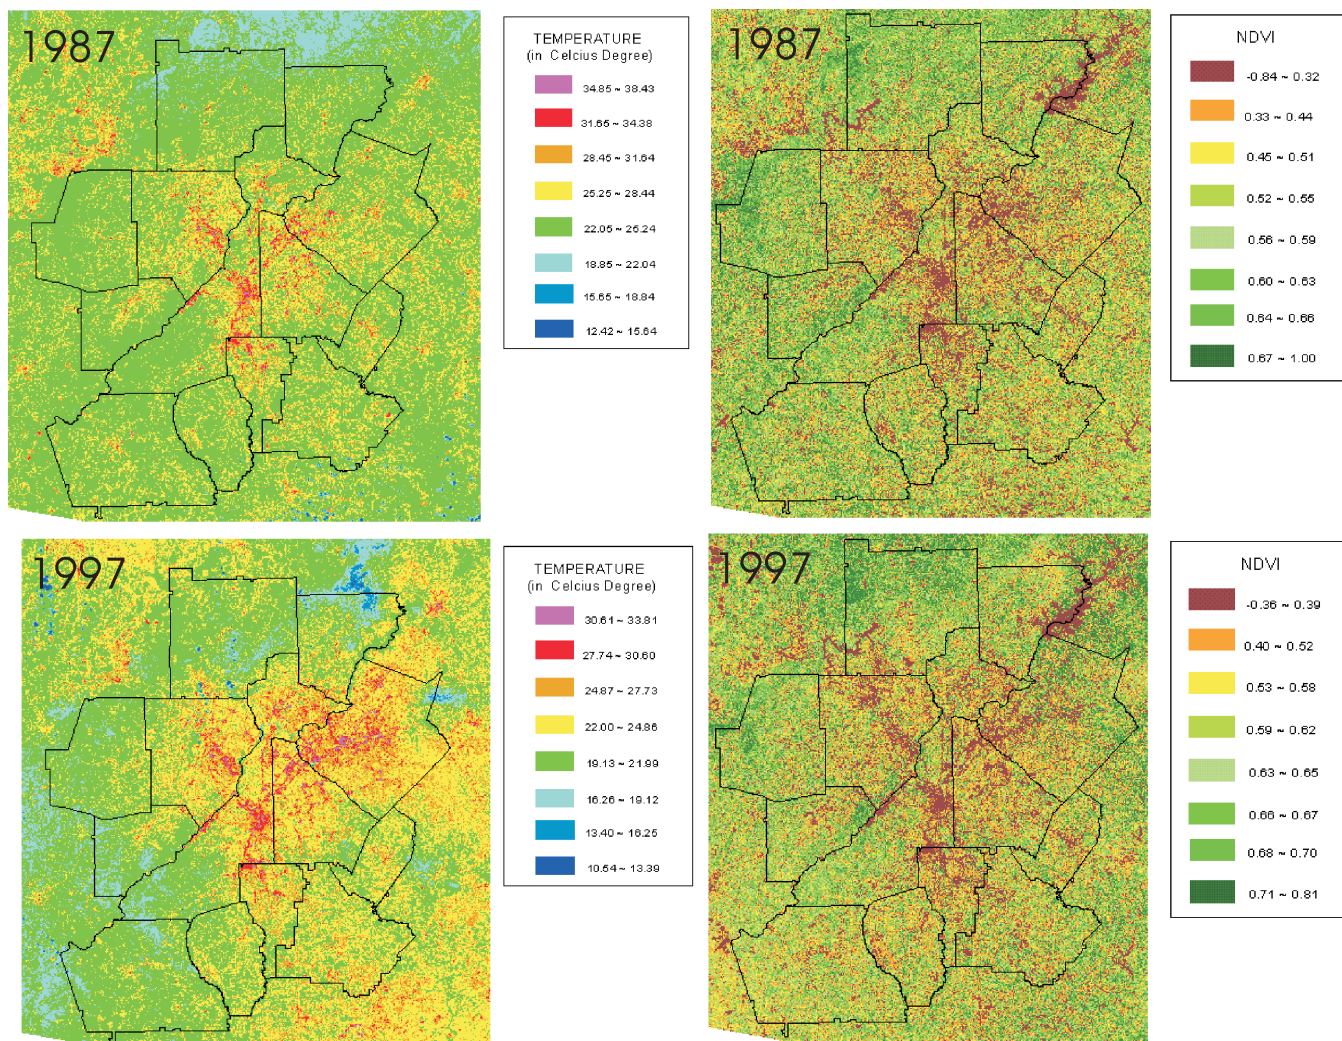 1987
TEMPERATURE
(in Celcius Degree)
34.85 ~ 38.43
31.65 ~ 34.38
28.45 ~ 31.64
25.25 ~ 28.44
22.05 ~ 25.24
18.85 ~ 22.04
15.65 ~ 18.84
12.42 ~ 15.64
1987
NDVI
-0.84 ~ 0.32
0.33 ~ 0.44
0.45 ~ 0.51
0.52 ~ 0.55
0.56 ~ 0.59
0.60 ~ 0.63
0.64 ~ 0.66
0.67 ~ 1.00
1997
TEMPERATURE
(in Celcius Degree)
30.61 ~ 33.81
27.74 ~ 30.60
24.87 ~ 27.73
22.00 ~ 24.86
19.13 ~ 21.99
16.26 ~ 19.12
13.40 ~ 16.25
10.54 ~ 13.39
1997
NDVI
-0.36 ~ 0.39
0.40 ~ 0.52
0.53 ~ 0.58
0.59 ~ 0.62
0.63 ~ 0.65
0.66 ~ 0.67
0.68 ~ 0.70
0.71 ~ 0.81